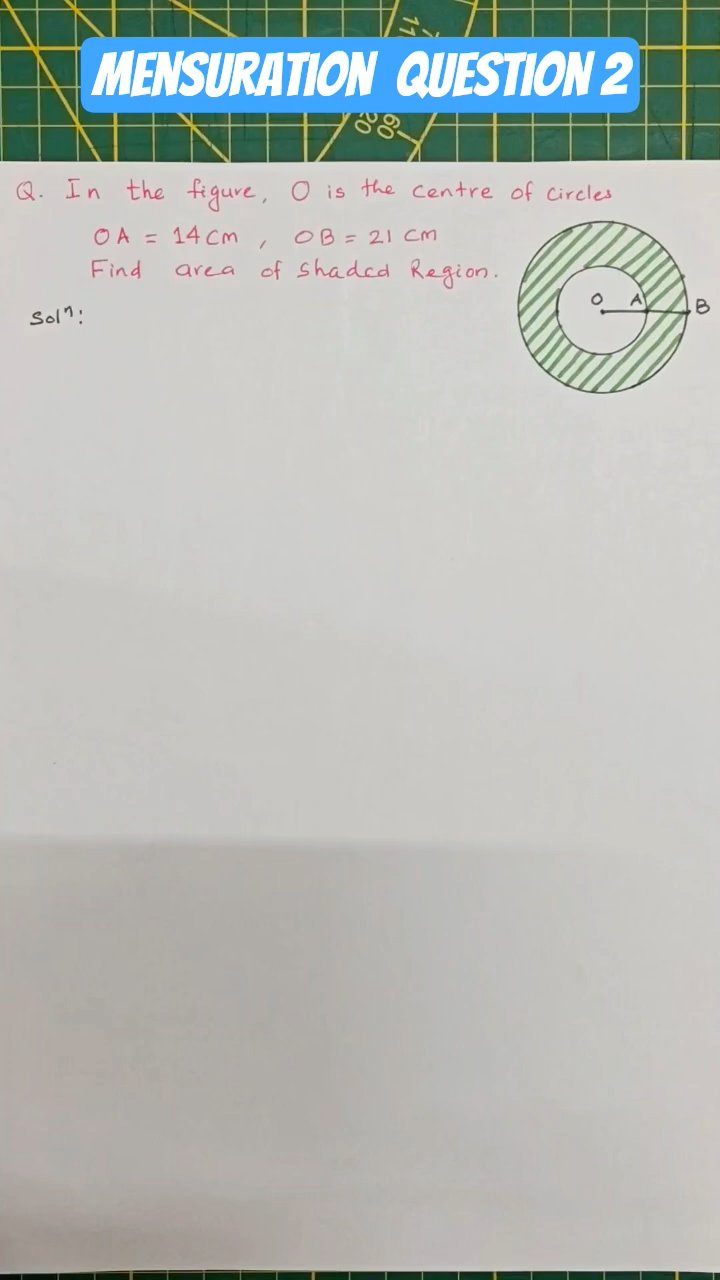 MENSURATION QUESTION 2
Q. In the figure, O is the centre of circles
OA = 14 cm , OB = 21 cm
Find area of shaded Region.
Solⁿ:
O A B